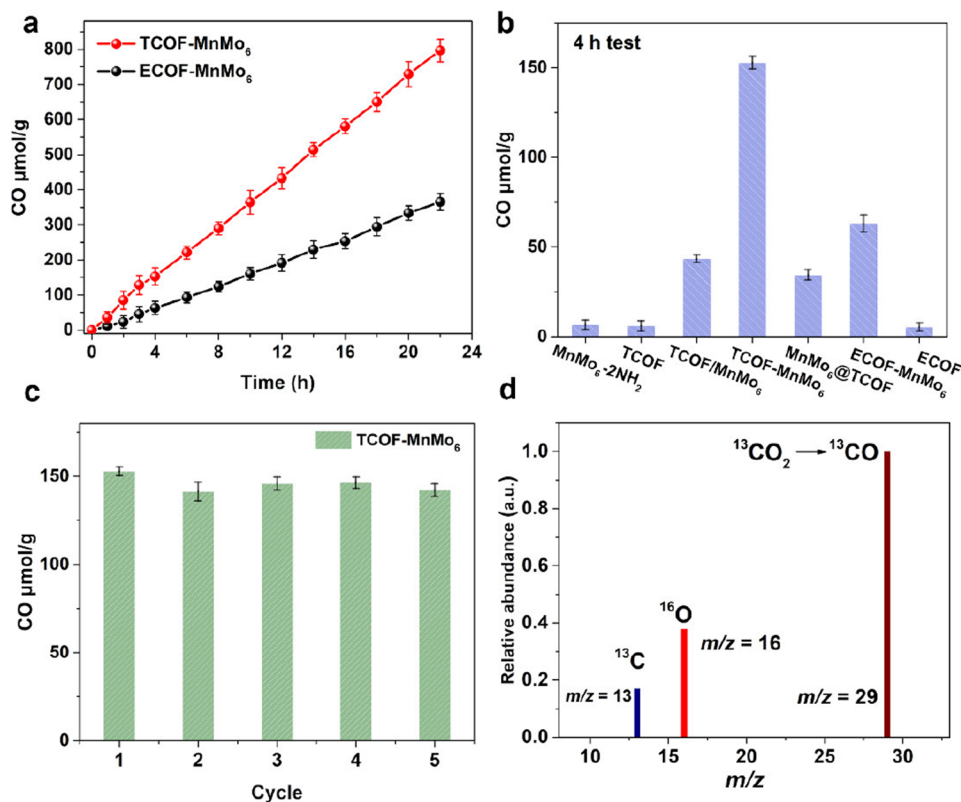 a
TCOF-MnMo₆
ECOF-MnMo₆
CO μmol/g
800
700
600
500
400
300
200
100
0
0 4 8 12 16 20 24
Time (h)
b
4 h test
CO μmol/g
150
100
50
0
MnMo₆-2NH₂
TCOF
TCOF/MnMo₆
TCOF-MnMo₆
MnMo₆@TCOF
ECOF-MnMo₆
ECOF
c
TCOF-MnMo₆
CO μmol/g
150
100
50
0
1 2 3 4 5
Cycle
d
¹³CO₂ → ¹³CO
Relative abundance (a.u.)
1.0
0.8
0.6
0.4
0.2
0.0
¹⁶O
m/z = 16
¹³C
m/z = 13
m/z = 29
10 15 20 25 30
m/z